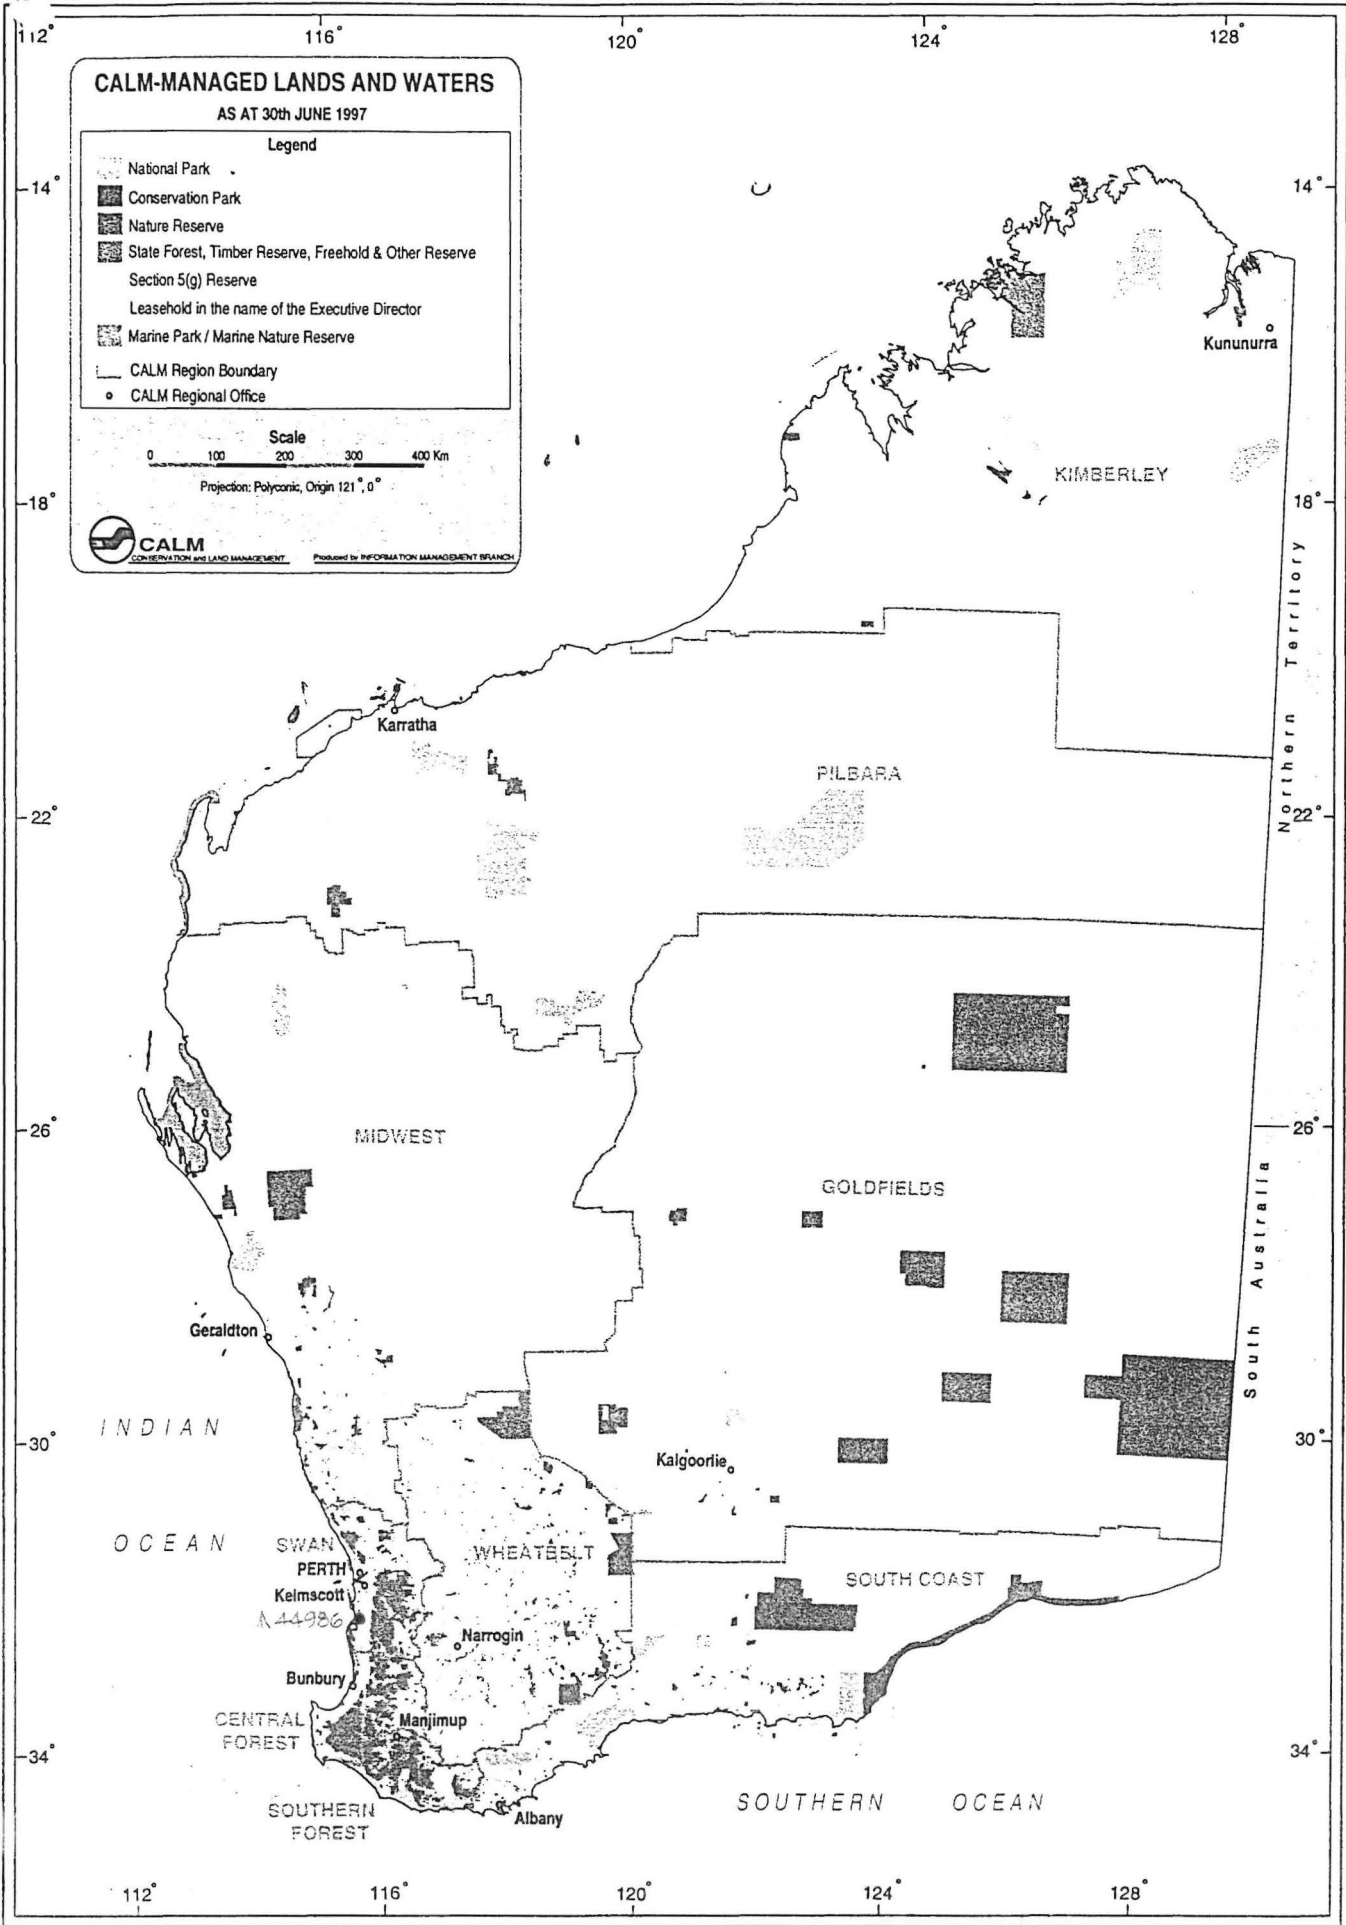 112° 116° 120° 124° 128°
CALM-MANAGED LANDS AND WATERS
AS AT 30th JUNE 1997
Legend
National Park
Conservation Park
Nature Reserve
State Forest, Timber Reserve, Freehold & Other Reserve
Section 5(g) Reserve
Leasehold in the name of the Executive Director
Marine Park / Marine Nature Reserve
CALM Region Boundary
CALM Regional Office
Scale
0 100 200 300 400 Km
Projection: Polyconic, Origin 121°, 0°
CALM
CONSERVATION and LAND MANAGEMENT Produced by INFORMATION MANAGEMENT BRANCH
14° 14°
Kununurra
KIMBERLEY
18° 18°
Northern Territory
Karratha
PILBARA
22° 22°
26° 26°
MIDWEST
GOLDFIELDS
South Australia
Geraldton
INDIAN
30° 30°
Kalgoorlie
OCEAN
SWAN
WHEATBELT
PERTH
SOUTH COAST
Kelmscott
A 44986
Narrogin
Bunbury
CENTRAL
FOREST
Manjimup
34° 34°
SOUTHERN OCEAN
SOUTHERN
FOREST
Albany
112° 116° 120° 124° 128°